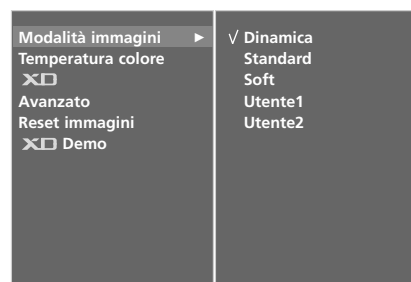 Modalità immagini ►
Temperatura colore
XD
Avanzato
Reset immagini
XD Demo
√ Dinamica
Standard
Soft
Utente1
Utente2